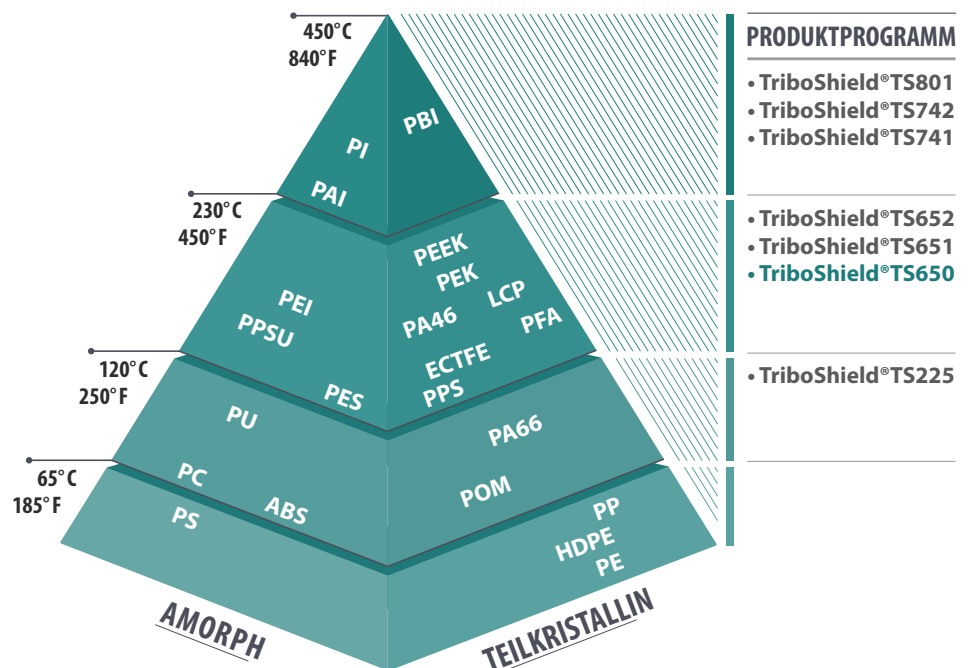 450°C
840°F
PRODUKTPROGRAMM
• TriboShield®TS801
• TriboShield®TS742
• TriboShield®TS741
PBI
PI
PAI
230°C
450°F
• TriboShield®TS652
• TriboShield®TS651
• TriboShield®TS650
PEEK
PEK
LCP
PEI
PA46
PFA
PPSU
ECTFE
PPS
PES
120°C
250°F
• TriboShield®TS225
PU
PA66
PC
POM
ABS
65°C
185°F
PS
PP
HDPE
PE
AMORPH
TEILKRISTALLIN